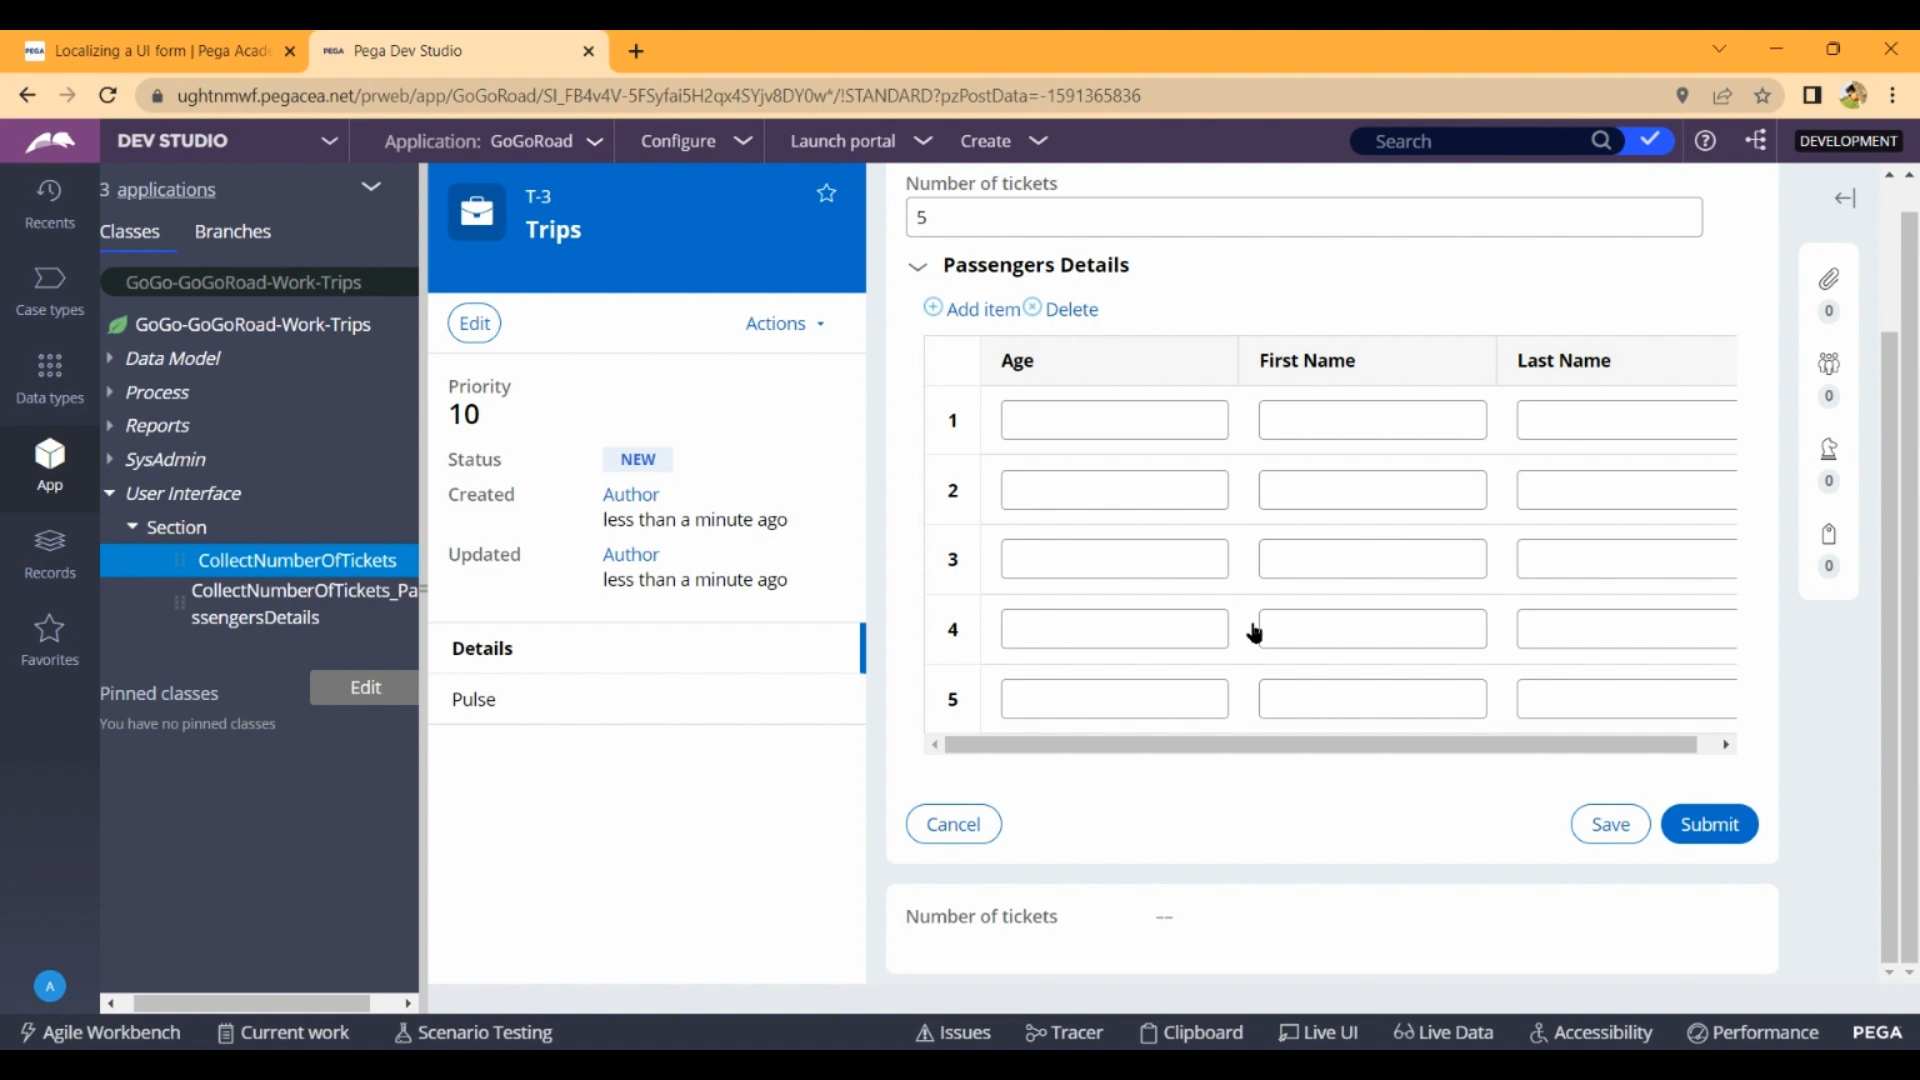 PEGA Localizing a UI form | Pega Acade
PEGA Pega Dev Studio
ughtnmwf.pegacea.net/prweb/app/GoGoRoad/SI_FB4v4V-5FSyfai5H2qx4SYjv8DY0w*/!STANDARD?pzPostData=-1591365836
DEV STUDIO
Application: GoGoRoad
Configure
Launch portal
Create
Search
DEVELOPMENT
Recents
Case types
Data types
App
Records
Favorites
A
3 applications
Classes
Branches
GoGo-GoGoRoad-Work-Trips
GoGo-GoGoRoad-Work-Trips
Data Model
Process
Reports
SysAdmin
User Interface
Section
CollectNumberOfTickets
CollectNumberOfTickets_Pa
ssengersDetails
Pinned classes
Edit
You have no pinned classes
T-3
Trips
Edit
Actions
Priority
10
Status
NEW
Created
Author
less than a minute ago
Updated
Author
less than a minute ago
Details
Pulse
Number of tickets
5
Passengers Details
Add item Delete
Age First Name Last Name
1
2
3
4
5
Cancel
Save
Submit
Number of tickets --
0
0
0
0
Agile Workbench
Current work
Scenario Testing
Issues
Tracer
Clipboard
Live UI
Live Data
Accessibility
Performance
PEGA